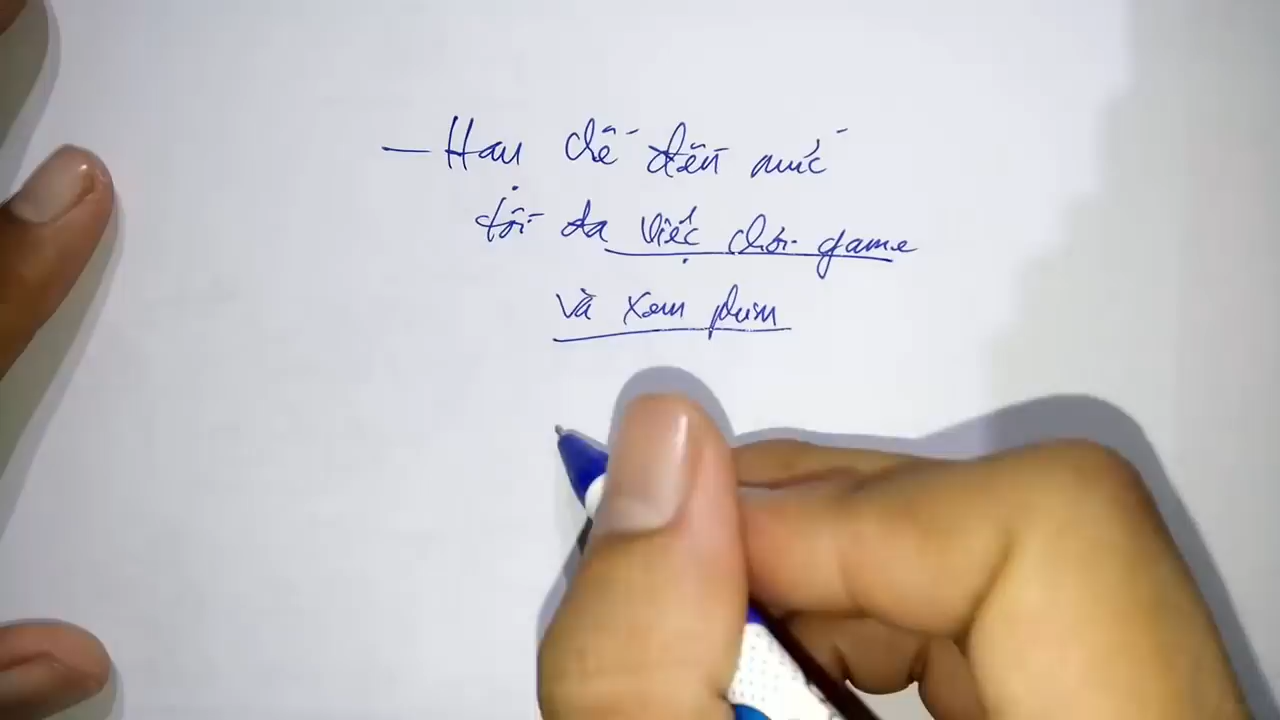 - Hạn chế đến mức
tối đa việc chơi game
và xem phim